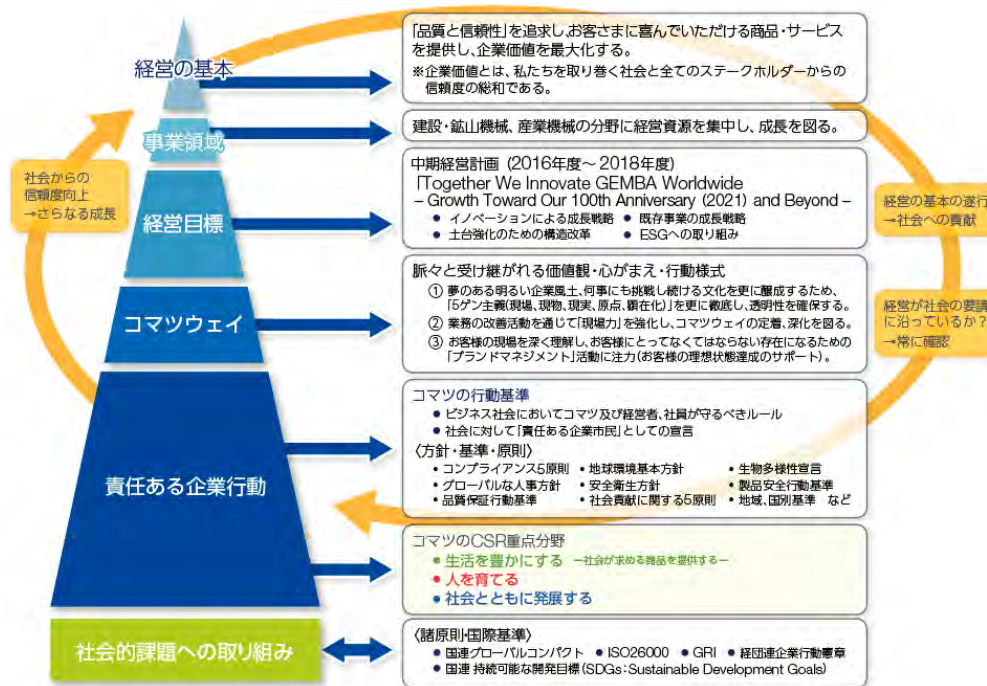 経営の基本
「品質と信頼性」を追求し、お客さまに喜んでいただける商品・サービス
を提供し、企業価値を最大化する。
※企業価値とは、私たちを取り巻く社会と全てのステークホルダーからの
信頼度の総和である。
事業領域
建設・鉱山機械、産業機械の分野に経営資源を集中し、成長を図る。
経営目標
中期経営計画 (2016年度～2018年度)
「Together We Innovate GEMBA Worldwide
– Growth Toward Our 100th Anniversary (2021) and Beyond –
● イノベーションによる成長戦略 ● 既存事業の成長戦略
● 土台強化のための構造改革 ● ESGへの取り組み
コマツウェイ
脈々と受け継がれる価値観・心がまえ・行動様式
① 夢のある明るい企業風土、何事にも挑戦し続ける文化を更に醸成するため、
「5ゲン主義(現場、現物、現実、原点、顕在化)」を更に徹底し、透明性を確保する。
② 業務の改善活動を通じて「現場力」を強化し、コマツウェイの定着、深化を図る。
③ お客様の現場を深く理解し、お客様にとってなくてはならない存在になるための
「ブランドマネジメント」活動に注力(お客様の理想状態達成のサポート)。
責任ある企業行動
コマツの行動基準
● ビジネス社会においてコマツ及び経営者、社員が守るべきルール
● 社会に対して「責任ある企業市民」としての宣言
〈方針・基準・原則〉
• コンプライアンス5原則 • 地球環境基本方針 • 生物多様性宣言
• グローバルな人事方針 • 安全衛生方針 • 製品安全行動基準
• 品質保証行動基準 • 社会貢献に関する5原則 • 地域、国別基準 など
コマツのCSR重点分野
● 生活を豊かにする －社会が求める商品を提供する－
● 人を育てる
● 社会とともに発展する
社会的課題への取り組み
〈諸原則・国際基準〉
● 国連グローバルコンパクト ● ISO26000 ● GRI ● 経団連企業行動憲章
● 国連 持続可能な開発目標(SDGs：Sustainable Development Goals)
社会からの
信頼度向上
→さらなる成長
経営の基本の遂行
→社会への貢献
経営が社会の要請
に沿っているか？
→常に確認